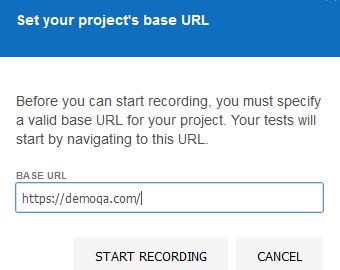 Set your project's base URL
Before you can start recording, you must specify
a valid base URL for your project. Your tests will
start by navigating to this URL.
BASE URL
https://demoqa.com/
START RECORDING
CANCEL